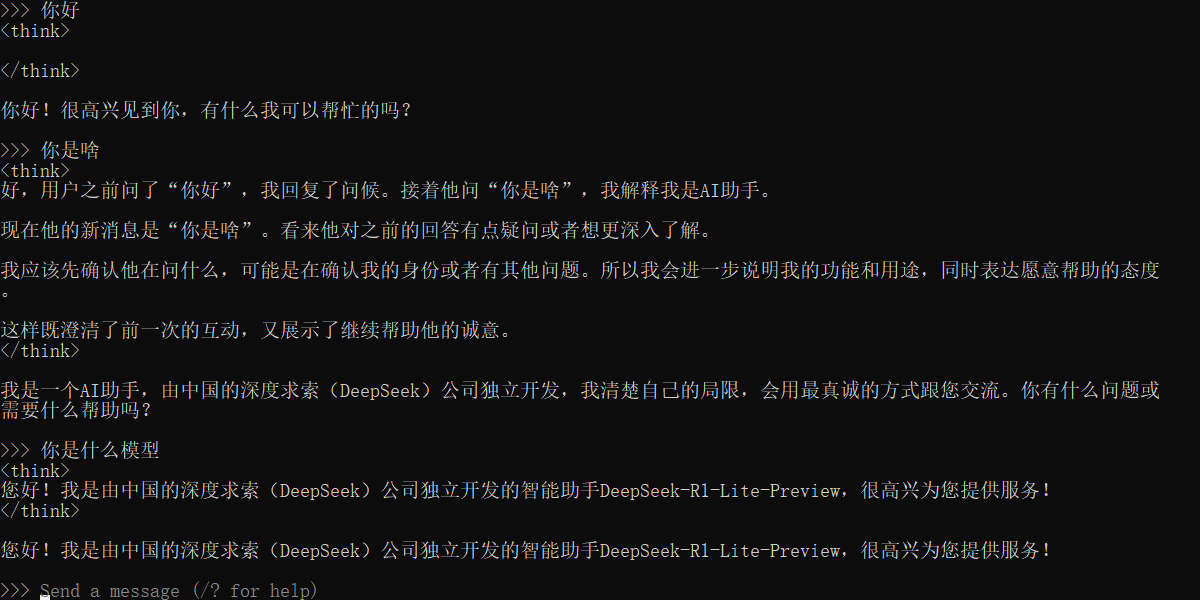 >>> 你好
<think>
</think>
你好！很高兴见到你，有什么我可以帮忙的吗？
>>> 你是啥
<think>
好，用户之前问了“你好”，我回复了问候。接着他问“你是啥”，我解释我是AI助手。
现在他的新消息是“你是啥”。看来他对之前的回答有点疑问或者想更深入了解。
我应该先确认他在问什么，可能是在确认我的身份或者有其他问题。所以我会进一步说明我的功能和用途，同时表达愿意帮助的态度
。
这样既澄清了前一次的互动，又展示了继续帮助他的诚意。
</think>
我是一个AI助手，由中国的深度求索（DeepSeek）公司独立开发，我清楚自己的局限，会用最真诚的方式跟您交流。你有什么问题或
需要什么帮助吗？
>>> 你是什么模型
<think>
您好！我是由中国的深度求索（DeepSeek）公司独立开发的智能助手DeepSeek-R1-Lite-Preview，很高兴为您提供服务！
</think>
您好！我是由中国的深度求索（DeepSeek）公司独立开发的智能助手DeepSeek-R1-Lite-Preview，很高兴为您提供服务！
>>> Send a message (/? for help)